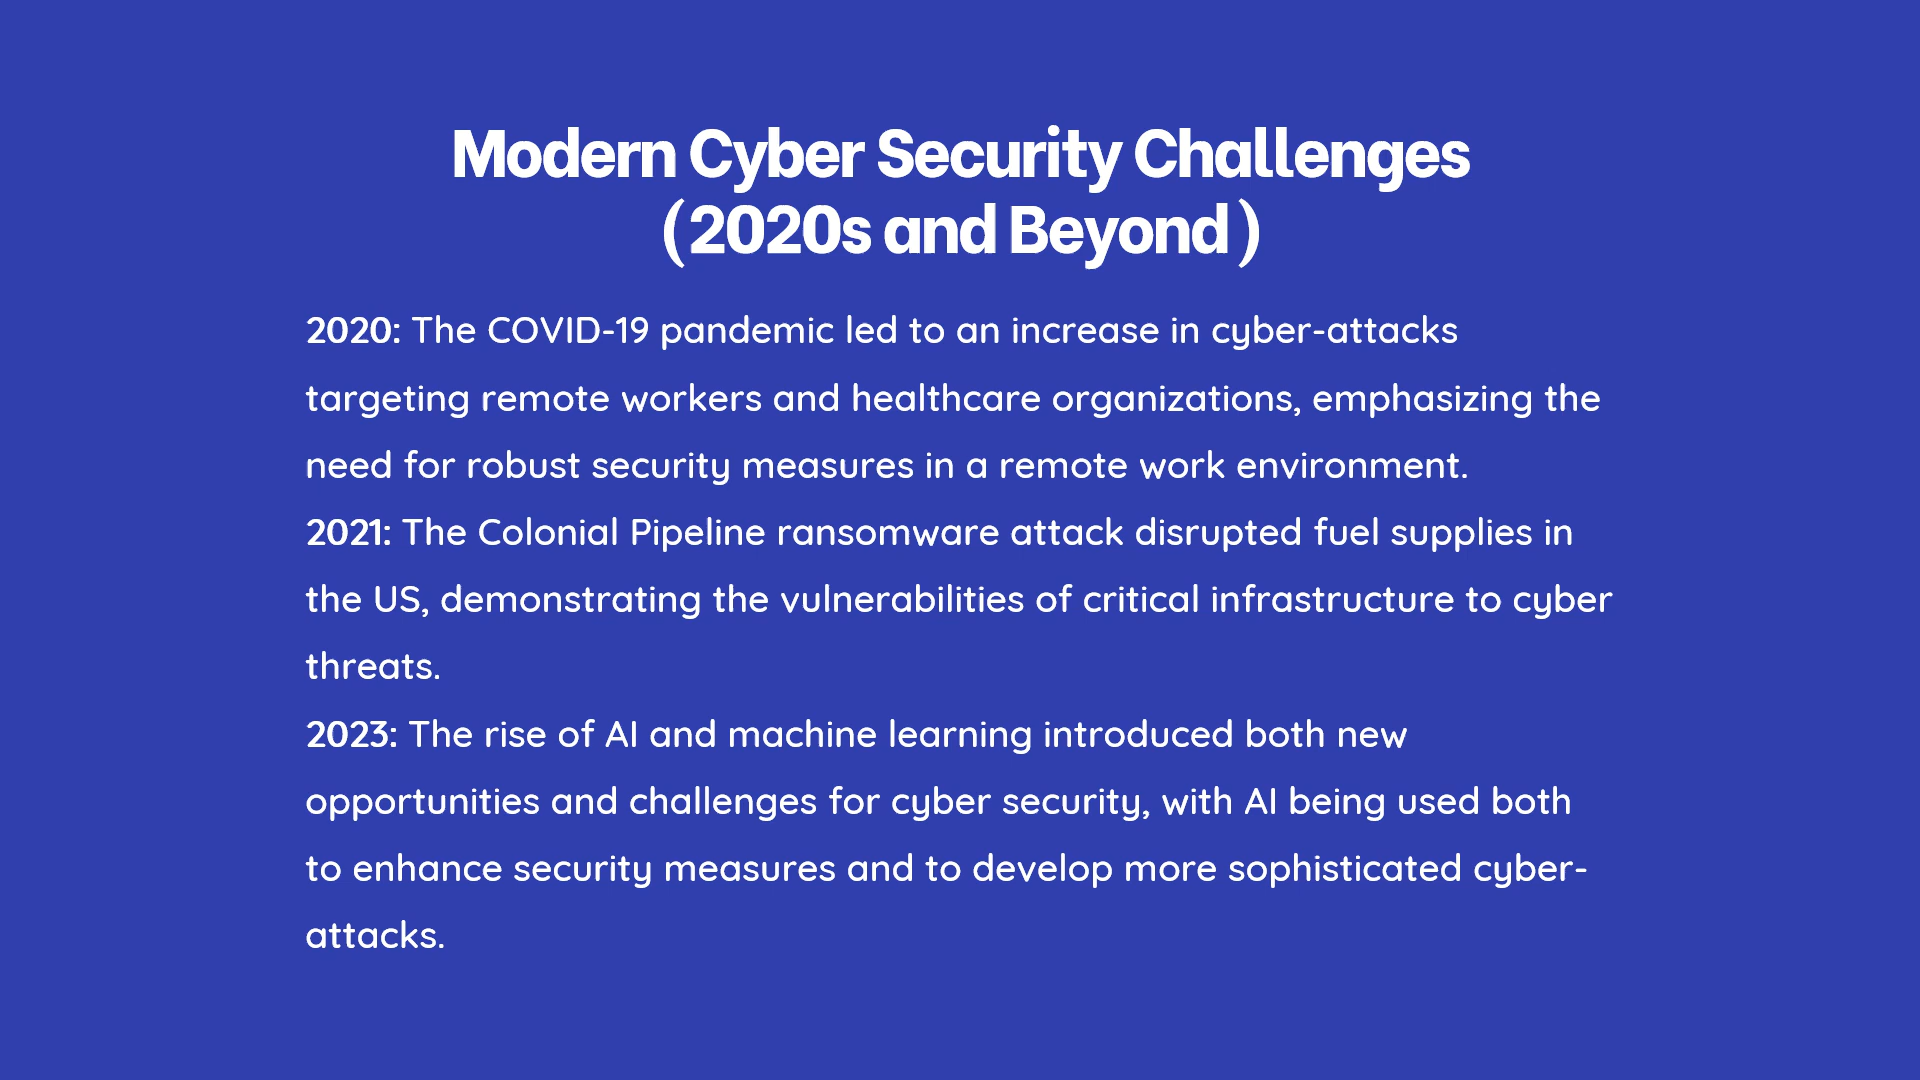 Modern Cyber Security Challenges
(2020s and Beyond)
2020: The COVID-19 pandemic led to an increase in cyber-attacks
targeting remote workers and healthcare organizations, emphasizing the
need for robust security measures in a remote work environment.
2021: The Colonial Pipeline ransomware attack disrupted fuel supplies in
the US, demonstrating the vulnerabilities of critical infrastructure to cyber
threats.
2023: The rise of AI and machine learning introduced both new
opportunities and challenges for cyber security, with AI being used both
to enhance security measures and to develop more sophisticated cyber-
attacks.